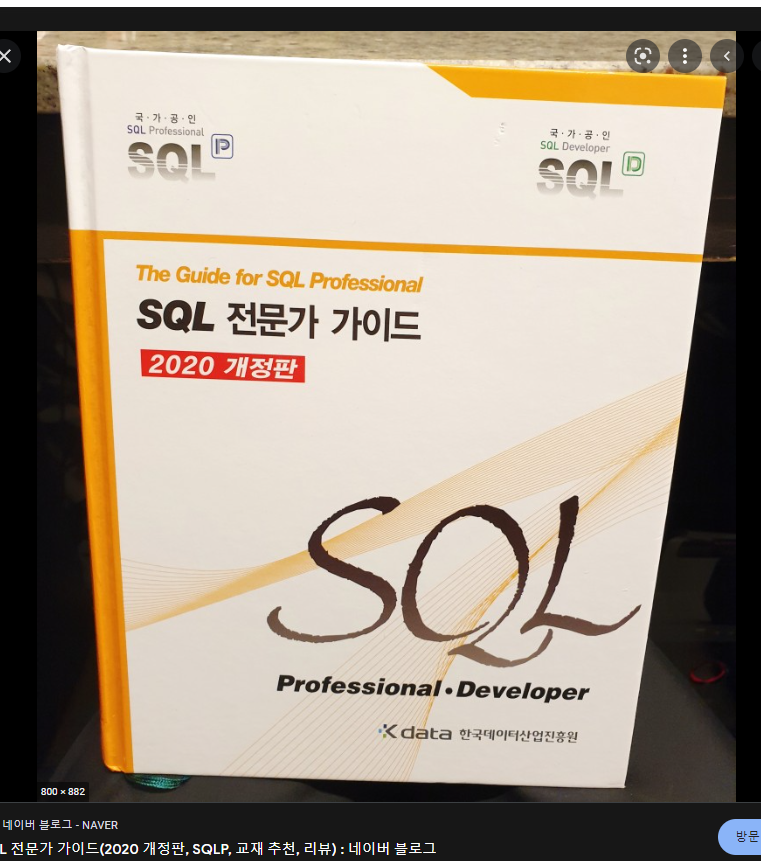 국·가·공·인
SQL Professional
SQL P
국·가·공·인
SQL Developer
SQL D
The Guide for SQL Professional
SQL 전문가 가이드
2020 개정판
SQL
Professional·Developer
Kdata 한국데이터산업진흥원
800 × 882
네이버 블로그 - NAVER
L 전문가 가이드(2020 개정판, SQLP, 교재 추천, 리뷰) : 네이버 블로그
방문